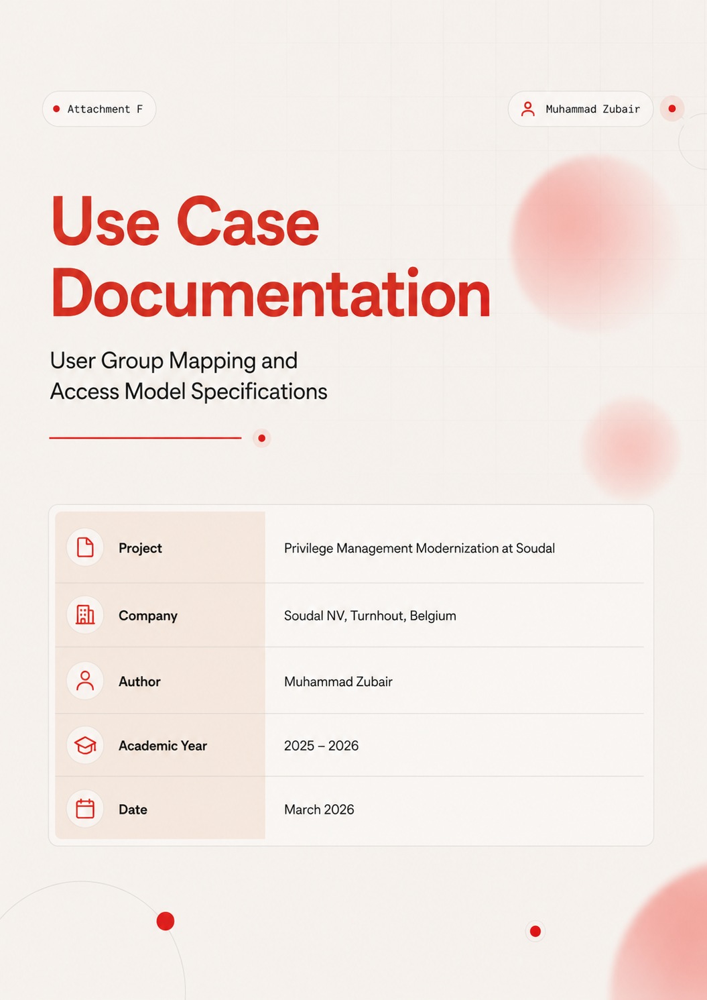 Attachment F
Muhammad Zubair
Use Case
Documentation
User Group Mapping and
Access Model Specifications
Project
Privilege Management Modernization at Soudal
Company
Soudal NV, Turnhout, Belgium
Author
Muhammad Zubair
Academic Year
2025 – 2026
Date
March 2026